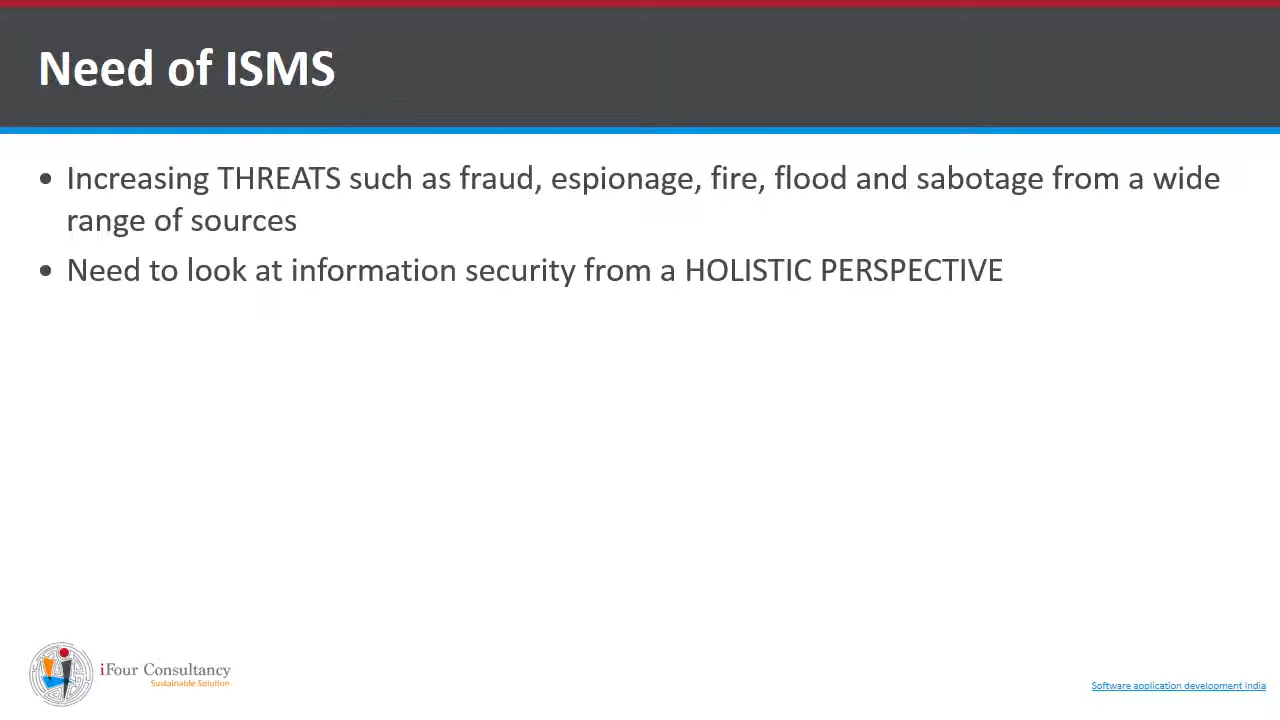 Need of ISMS
• Increasing THREATS such as fraud, espionage, fire, flood and sabotage from a wide
range of sources
• Need to look at information security from a HOLISTIC PERSPECTIVE
iFour Consultancy
Sustainable Solution
Software application development India